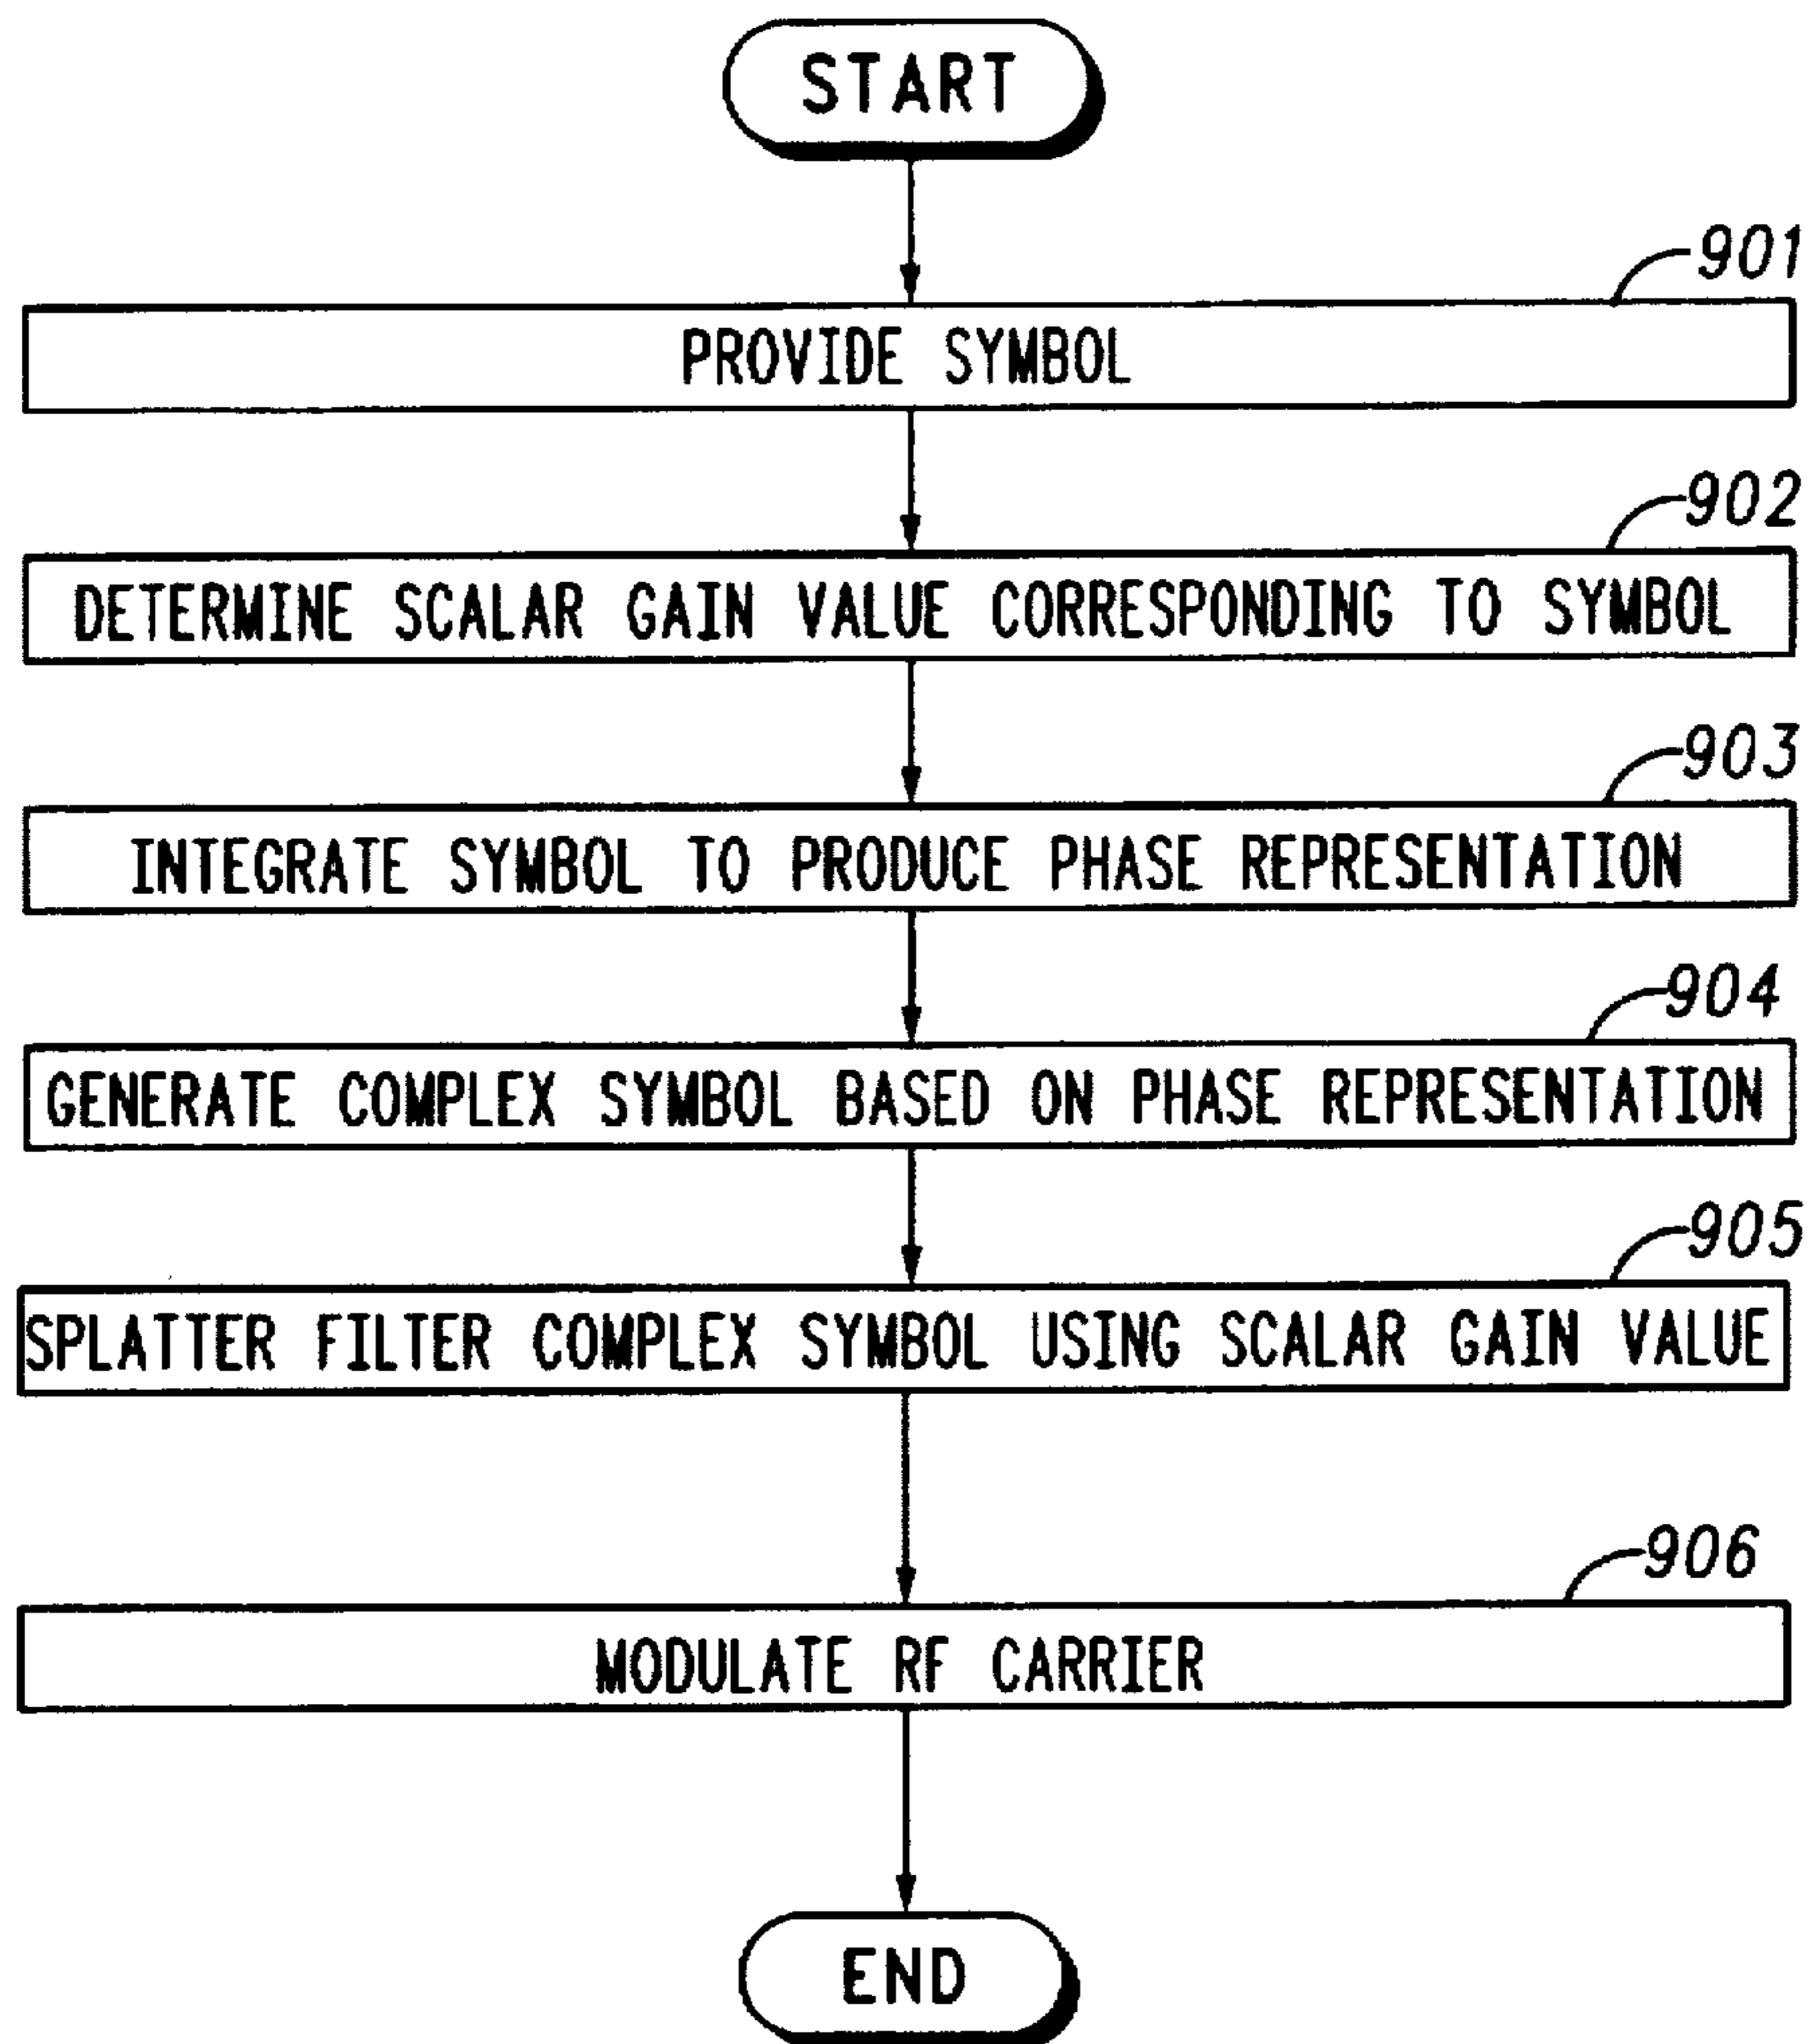 START
901
PROVIDE SYMBOL
902
DETERMINE SCALAR GAIN VALUE CORRESPONDING TO SYMBOL
903
INTEGRATE SYMBOL TO PRODUCE PHASE REPRESENTATION
904
GENERATE COMPLEX SYMBOL BASED ON PHASE REPRESENTATION
905
SPLATTER FILTER COMPLEX SYMBOL USING SCALAR GAIN VALUE
906
MODULATE RF CARRIER
END